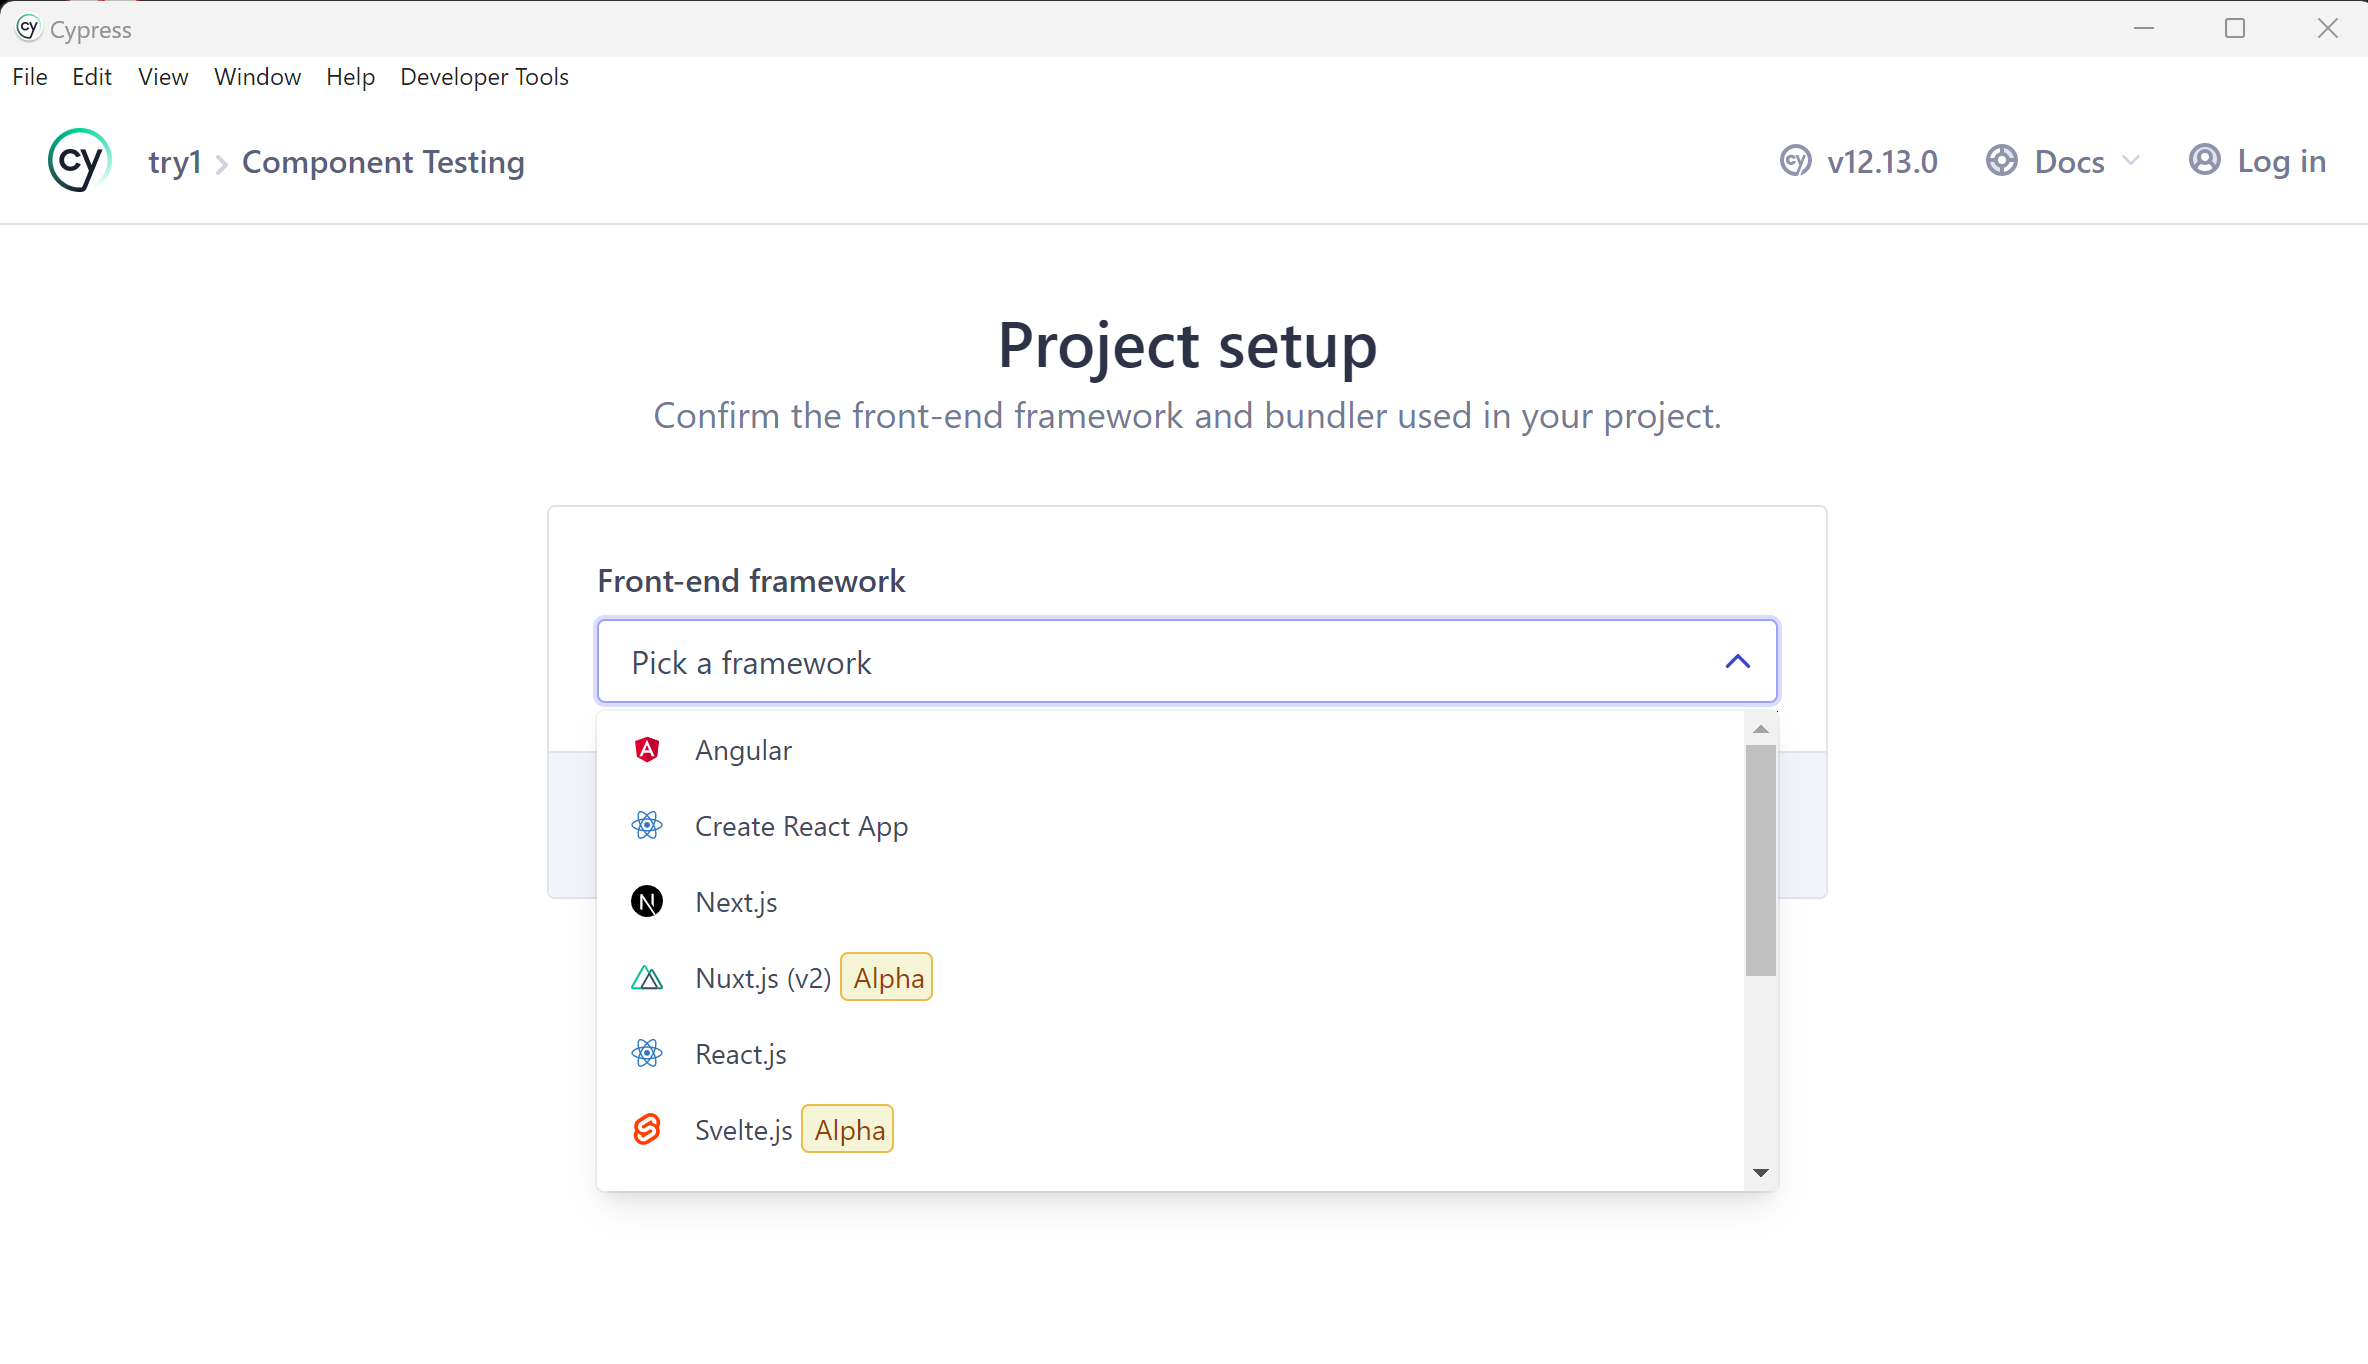 cy Cypress
File Edit View Window Help Developer Tools
cy try1 Component Testing cy v12.13.0 Docs Log in
Project setup
Confirm the front-end framework and bundler used in your project.
Front-end framework
Pick a framework
Angular
Create React App
N Next.js
Nuxt.js (v2) Alpha
React.js
Svelte.js Alpha